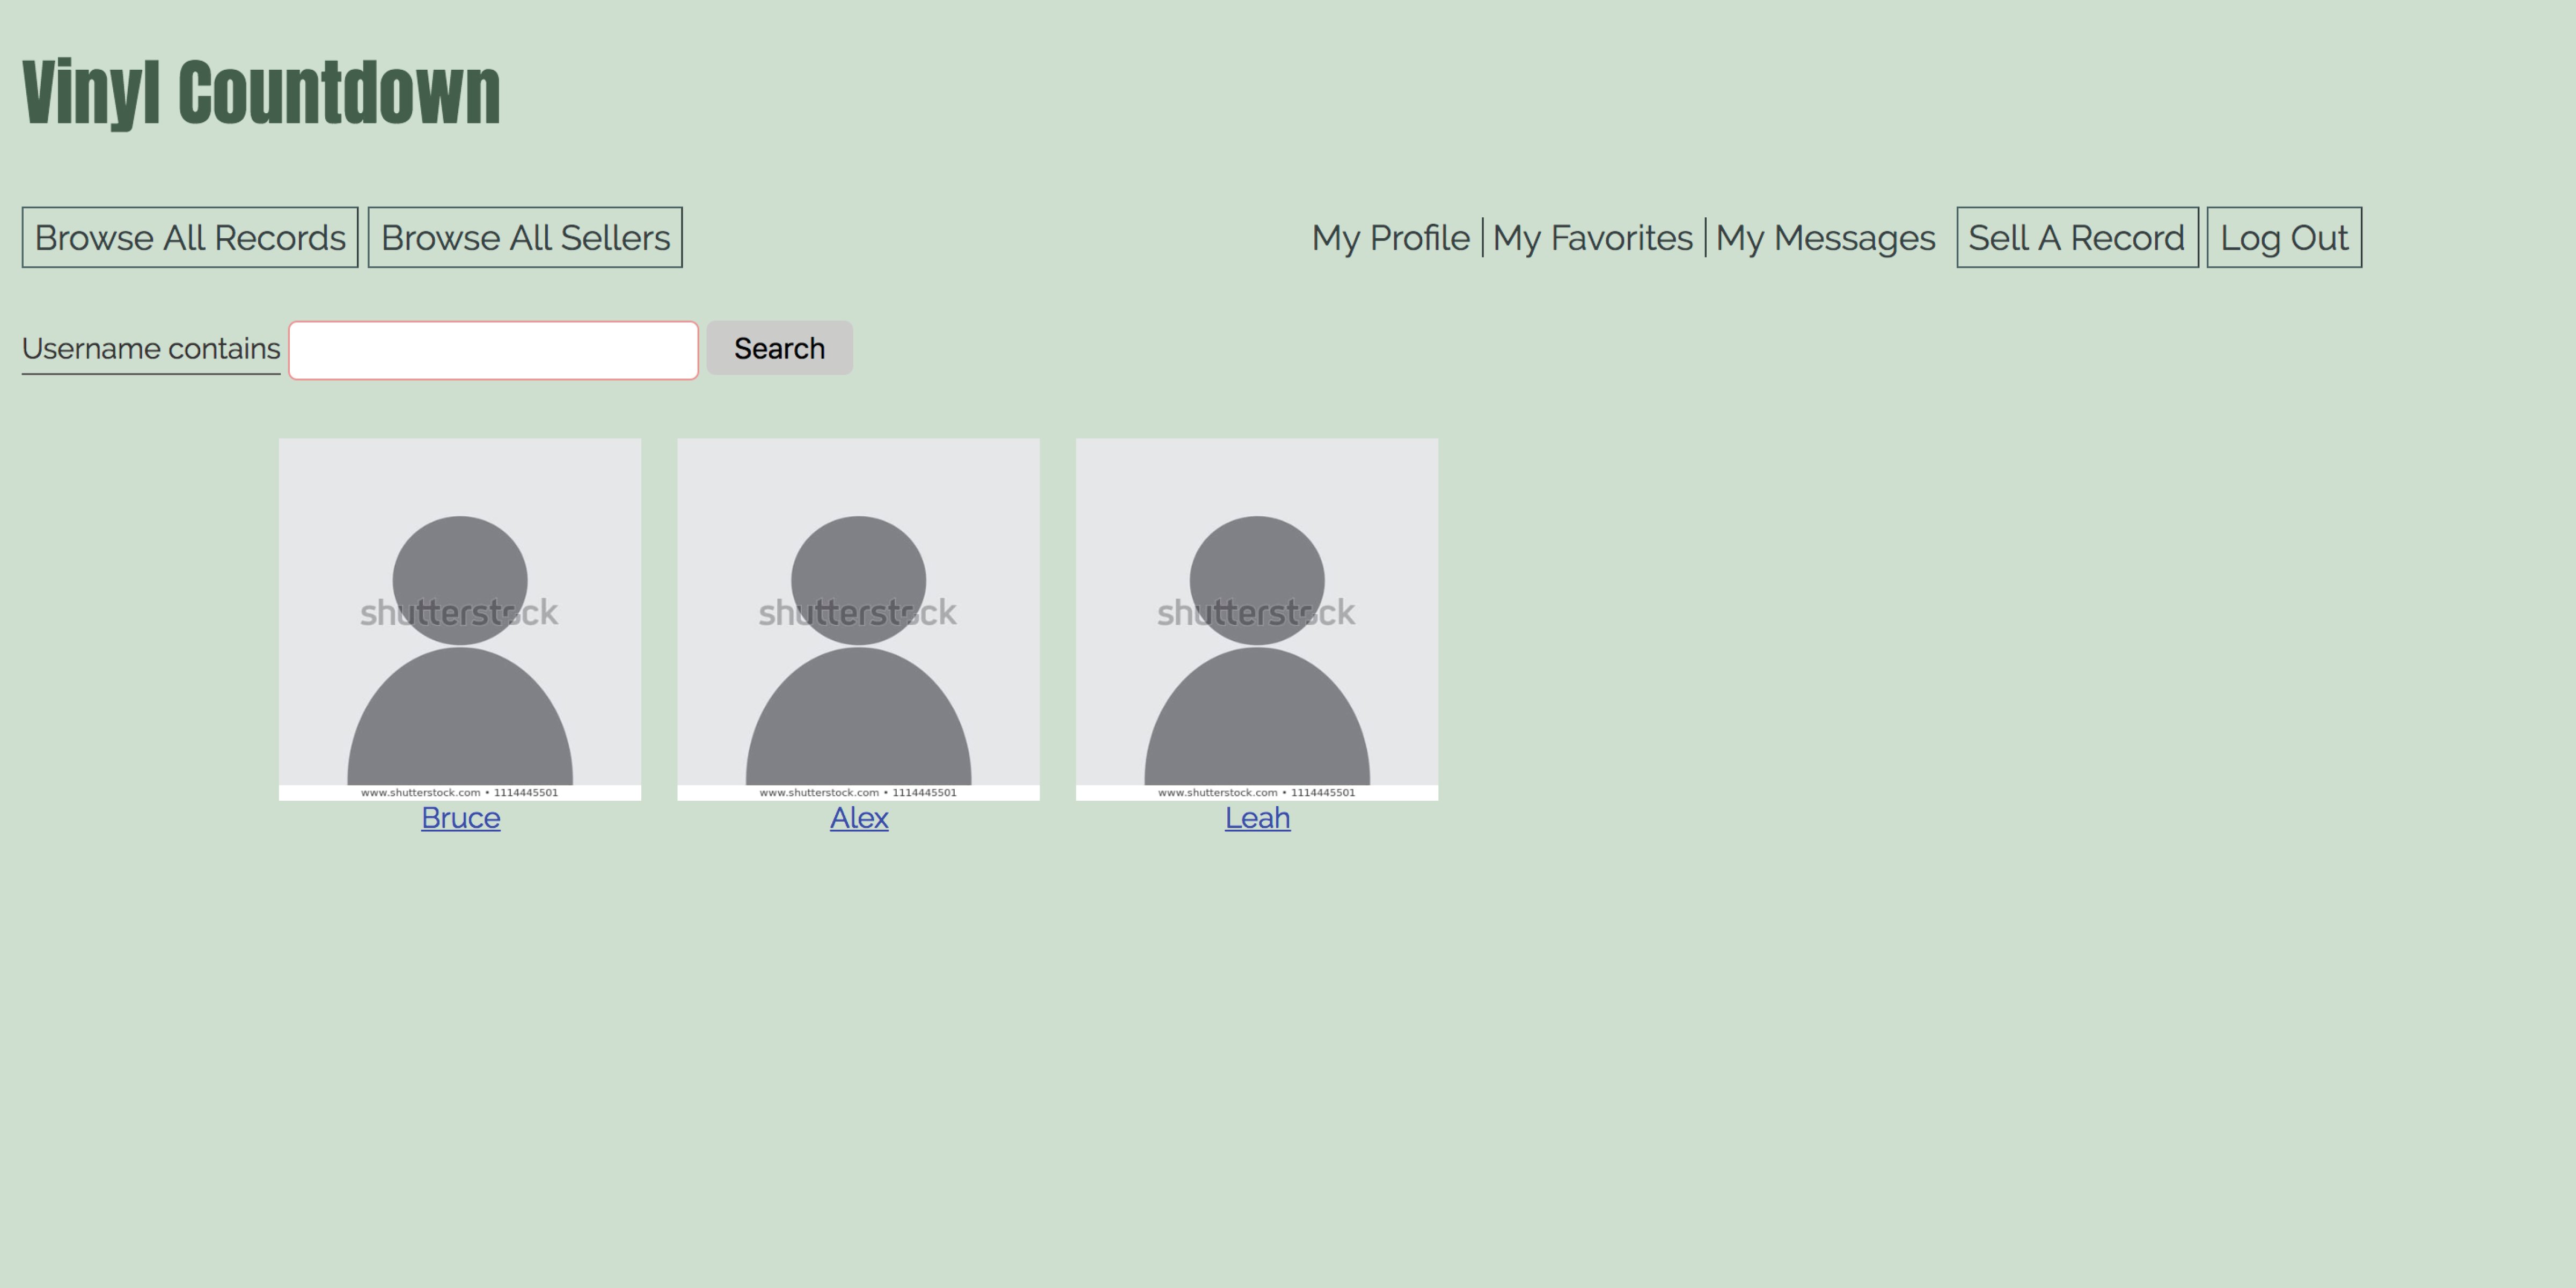 Vinyl Countdown
Browse All Records Browse All Sellers My Profile My Favorites My Messages Sell A Record Log Out
Username contains Search
shutterstock shutterstock shutterstock
www.shutterstock.com • 1114445501 www.shutterstock.com • 1114445501 www.shutterstock.com • 1114445501
Bruce Alex Leah